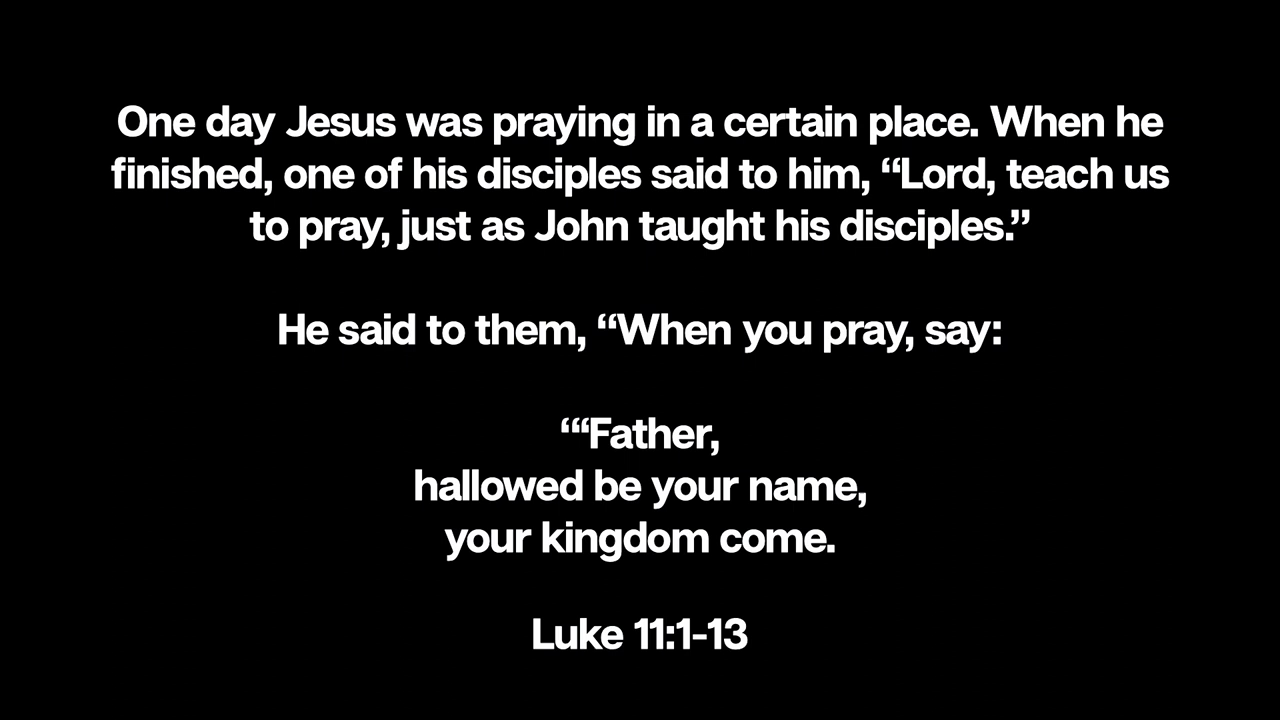 One day Jesus was praying in a certain place. When he
finished, one of his disciples said to him, “Lord, teach us
to pray, just as John taught his disciples.”
He said to them, “When you pray, say:
“‘Father,
hallowed be your name,
your kingdom come.
Luke 11:1-13